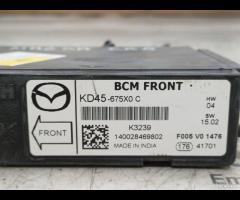 BCM FRONT
KD45-675X0 C
HW
04
SW
15.02
FRONT
K3239
140028469802
MADE IN INDIA
F005 V0 1476
176 41701